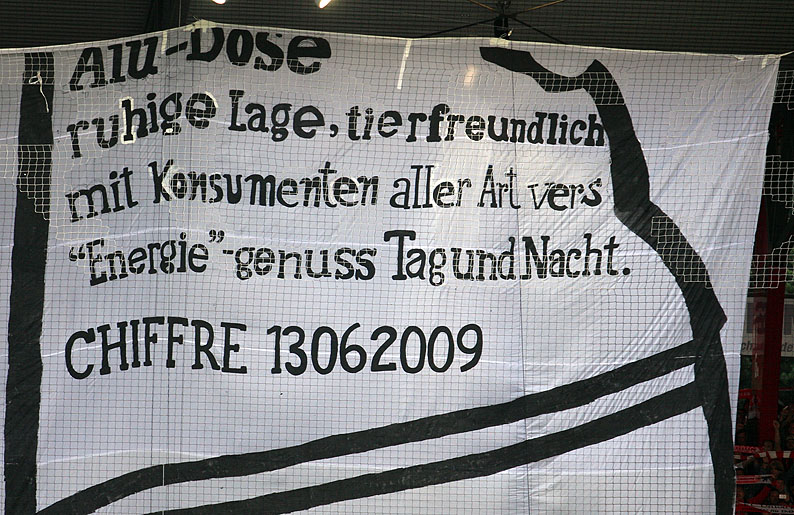 Alu-Dose
ruhige Lage, tierfreundlich
mit Konsumenten aller Art vers
“Energie”-genuss Tag und Nacht.
CHIFFRE 13062009